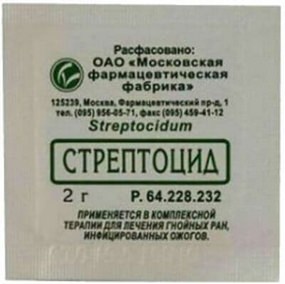 Расфасовано:
ОАО «Московская
фармацевтическая
фабрика»
125239, Москва, Фармацевтический пр-д, 1
тел. (095) 956-05-71, факс (095) 459-41-12
Streptocidum
СТРЕПТОЦИД
2 г Р. 64.228.232
ПРИМЕНЯЕТСЯ В КОМПЛЕКСНОЙ
ТЕРАПИИ ДЛЯ ЛЕЧЕНИЯ ГНОЙНЫХ РАН,
ИНФИЦИРОВАННЫХ ОЖОГОВ.